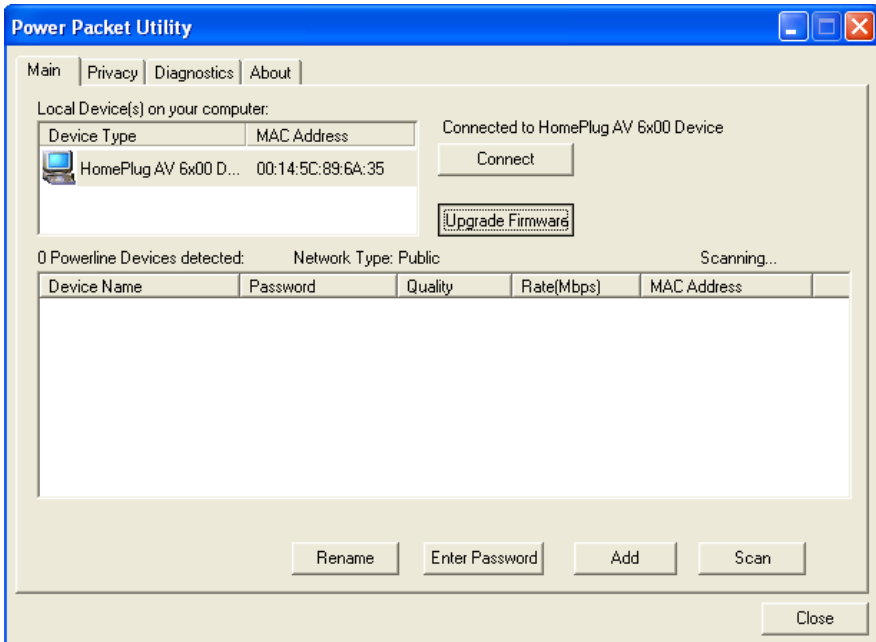 Power Packet Utility
Main Privacy Diagnostics About
Local Device(s) on your computer:
Device Type MAC Address
HomePlug AV 6x00 D... 00:14:5C:89:6A:35
Connected to HomePlug AV 6x00 Device
Connect
Upgrade Firmware
0 Powerline Devices detected: Network Type: Public Scanning...
Device Name Password Quality Rate(Mbps) MAC Address
Rename Enter Password Add Scan
Close